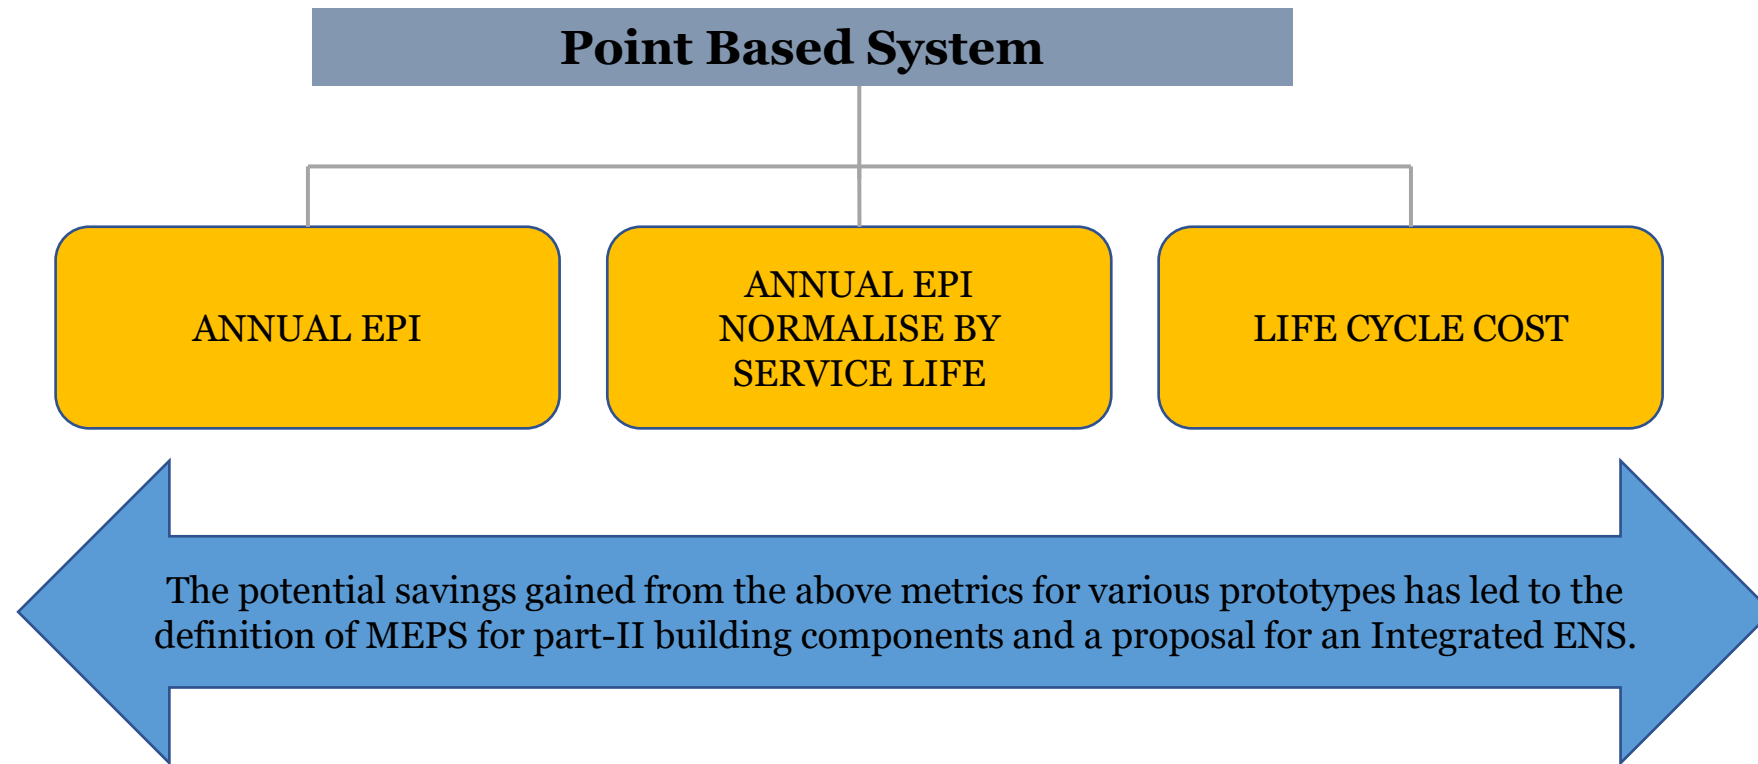 Point Based System
ANNUAL EPI
ANNUAL EPI
NORMALISE BY
SERVICE LIFE
LIFE CYCLE COST
The potential savings gained from the above metrics for various prototypes has led to the
definition of MEPS for part-II building components and a proposal for an Integrated ENS.